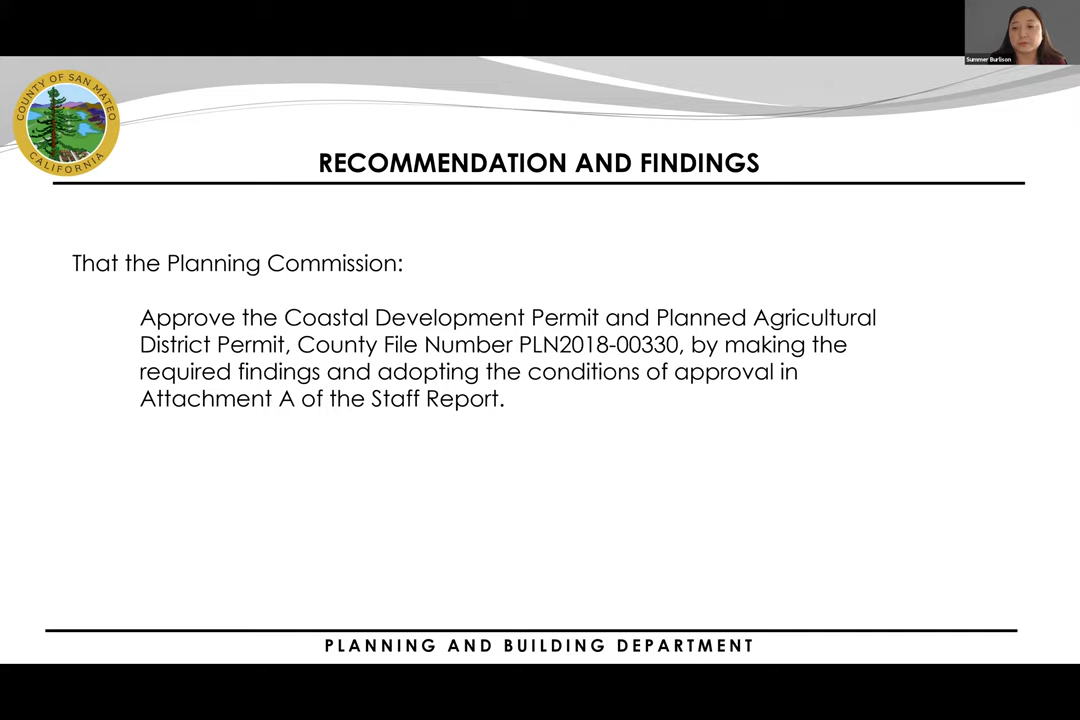 Summer Burlison
COUNTY OF SAN MATEO
CALIFORNIA
RECOMMENDATION AND FINDINGS
That the Planning Commission:
Approve the Coastal Development Permit and Planned Agricultural
District Permit, County File Number PLN2018-00330, by making the
required findings and adopting the conditions of approval in
Attachment A of the Staff Report.
PLANNING AND BUILDING DEPARTMENT